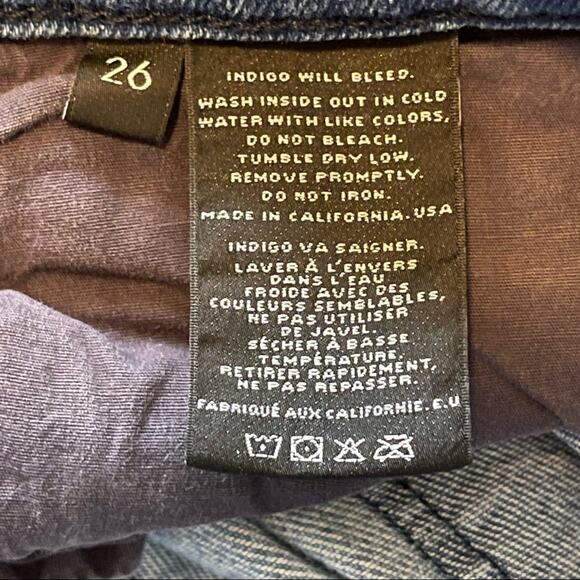 26
INDIGO WILL BLEED.
WASH INSIDE OUT IN COLD
WATER WITH LIKE COLORS,
DO NOT BLEACH.
TUMBLE DRY LOW.
REMOVE PROMPTLY.
DO NOT IRON.
MADE IN CALIFORNIA. USA
INDIGO VA SAIGNER.
LAVER À L'ENVERS
DANS L'EAU
FROIDE AVEC DES
COULEURS SEMBLABLES,
NE PAS UTILISER
DE JAVEL.
SÉCHER À BASSE
TEMPÉRATURE.
RETIRER RAPIDEMENT,
NE PAS REPASSER.
FABRIQUÉ AUX CALIFORNIE. E.U